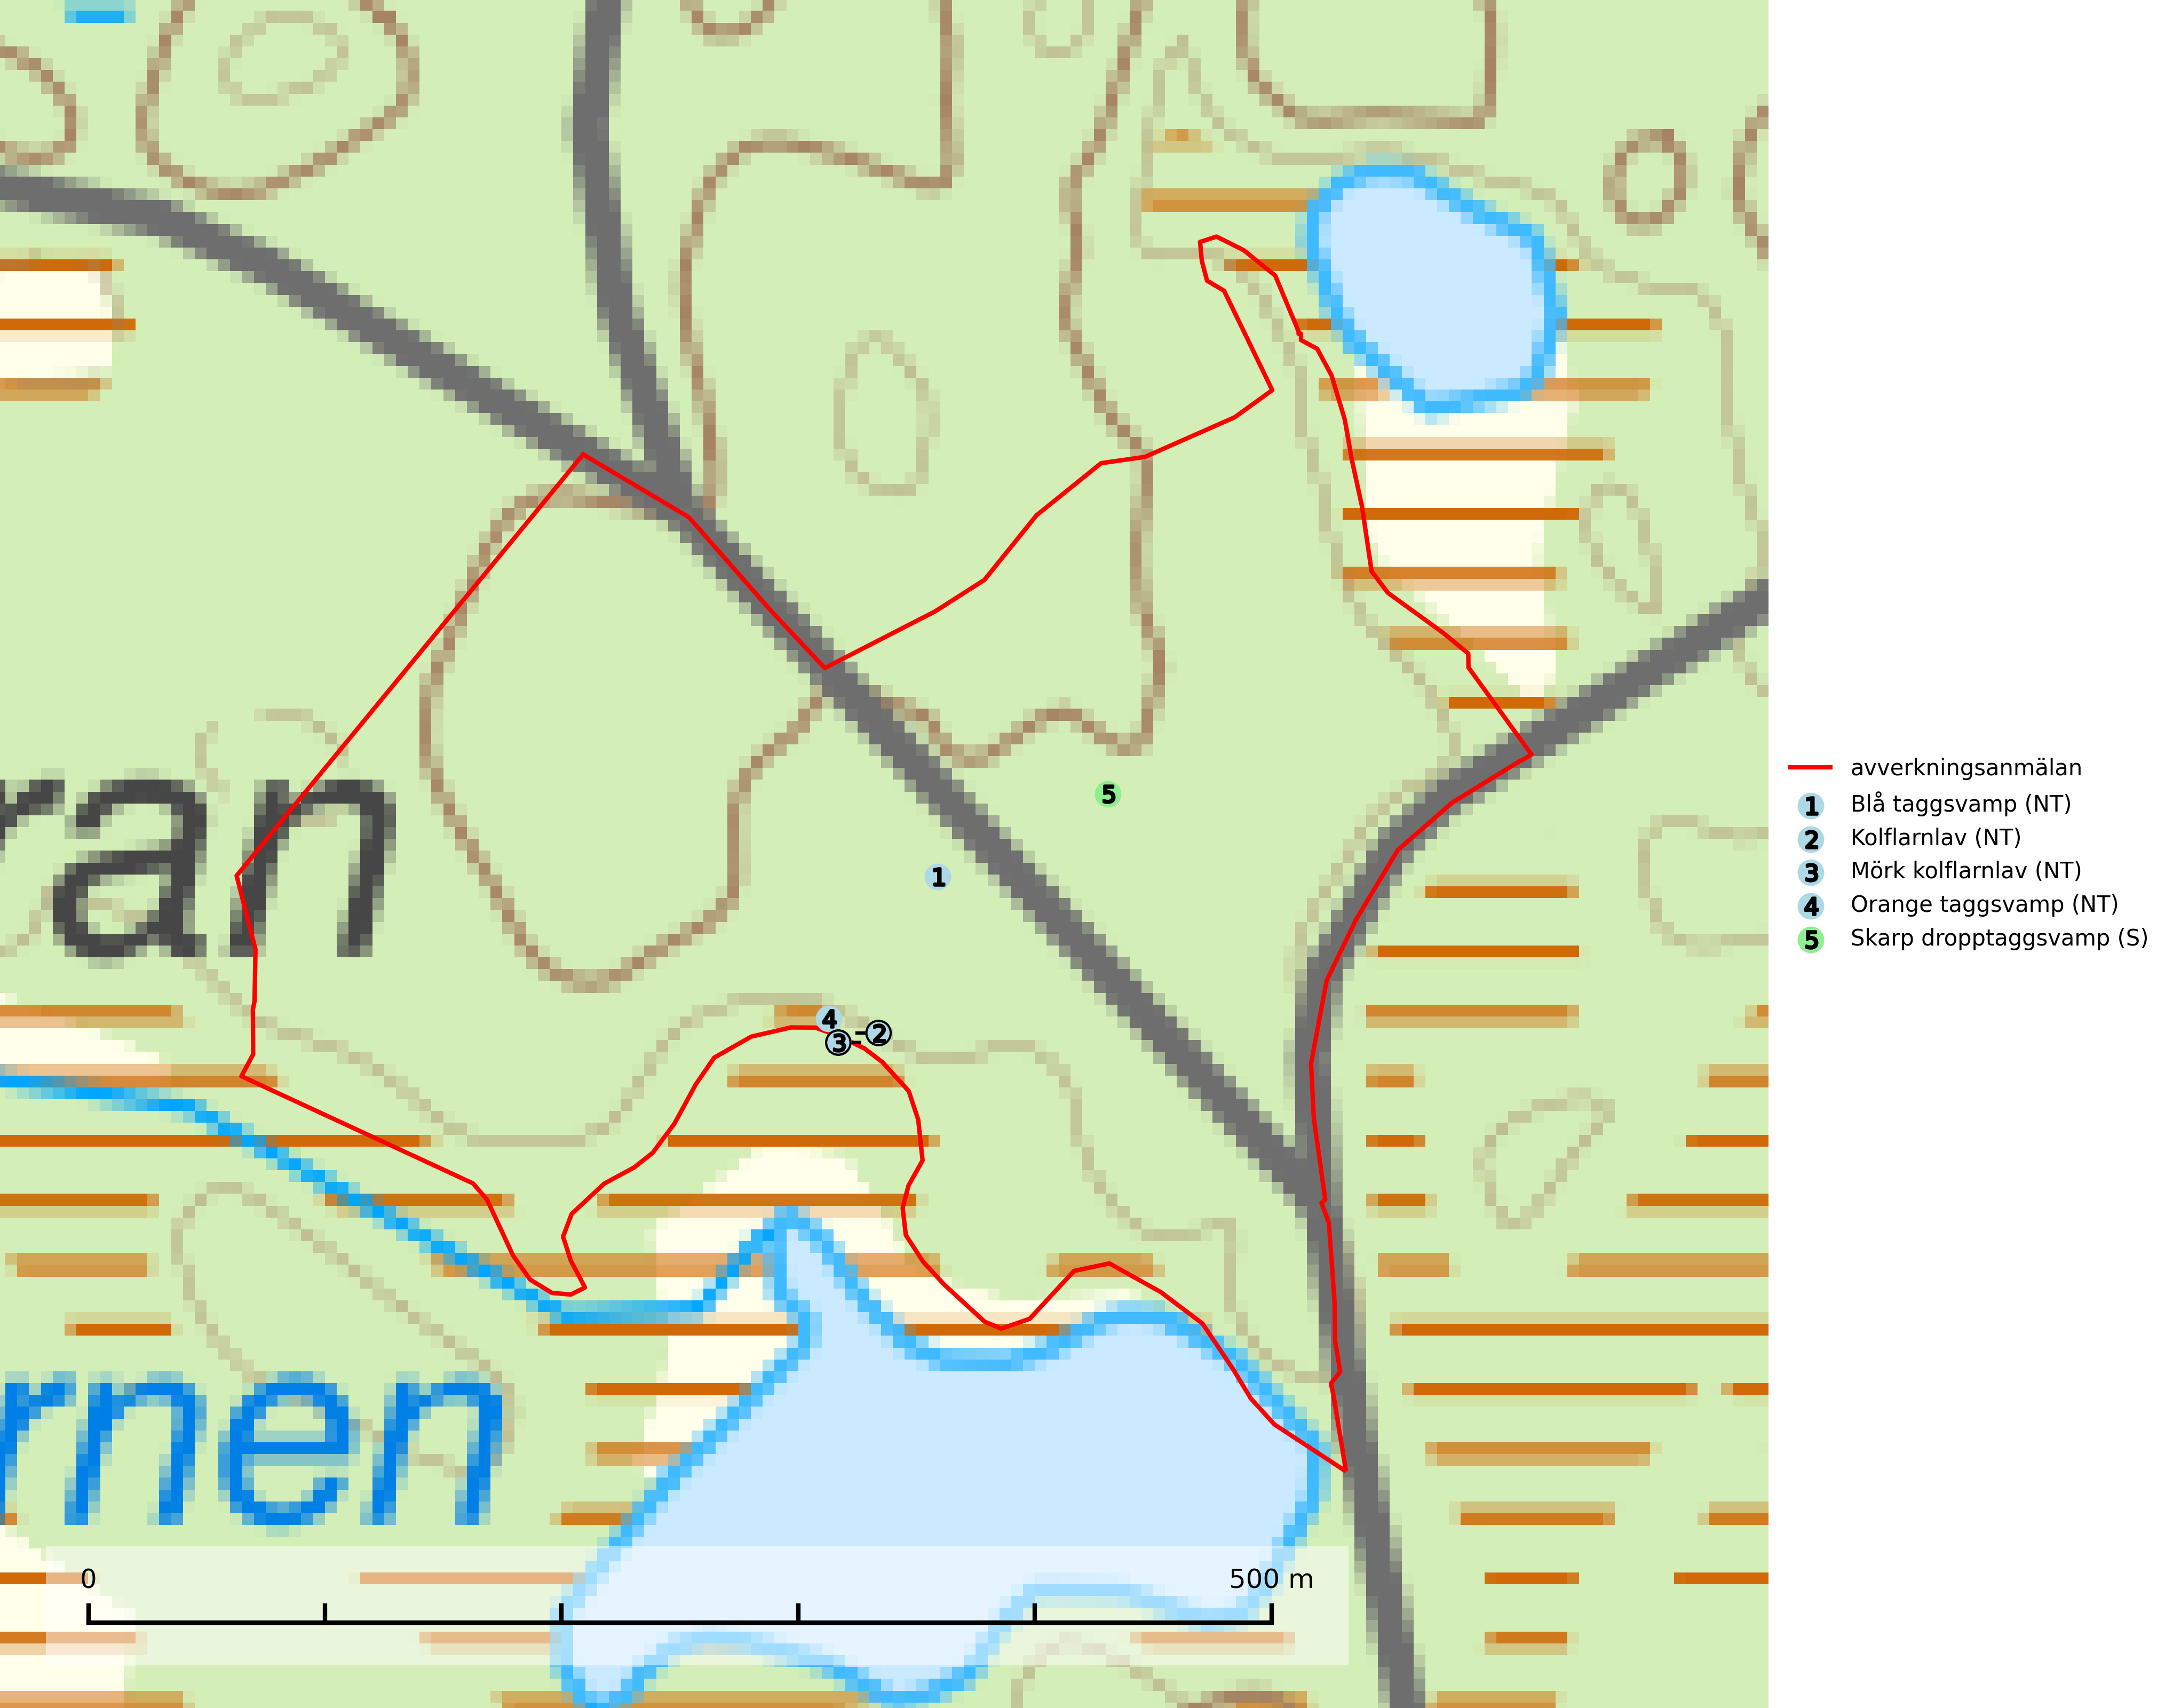 ran
rnen
1
2
3
4
5
0
500 m
avverkningsanmälan
1 Blå taggsvamp (NT)
2 Kolflarnlav (NT)
3 Mörk kolflarnlav (NT)
4 Orange taggsvamp (NT)
5 Skarp dropptaggsvamp (S)